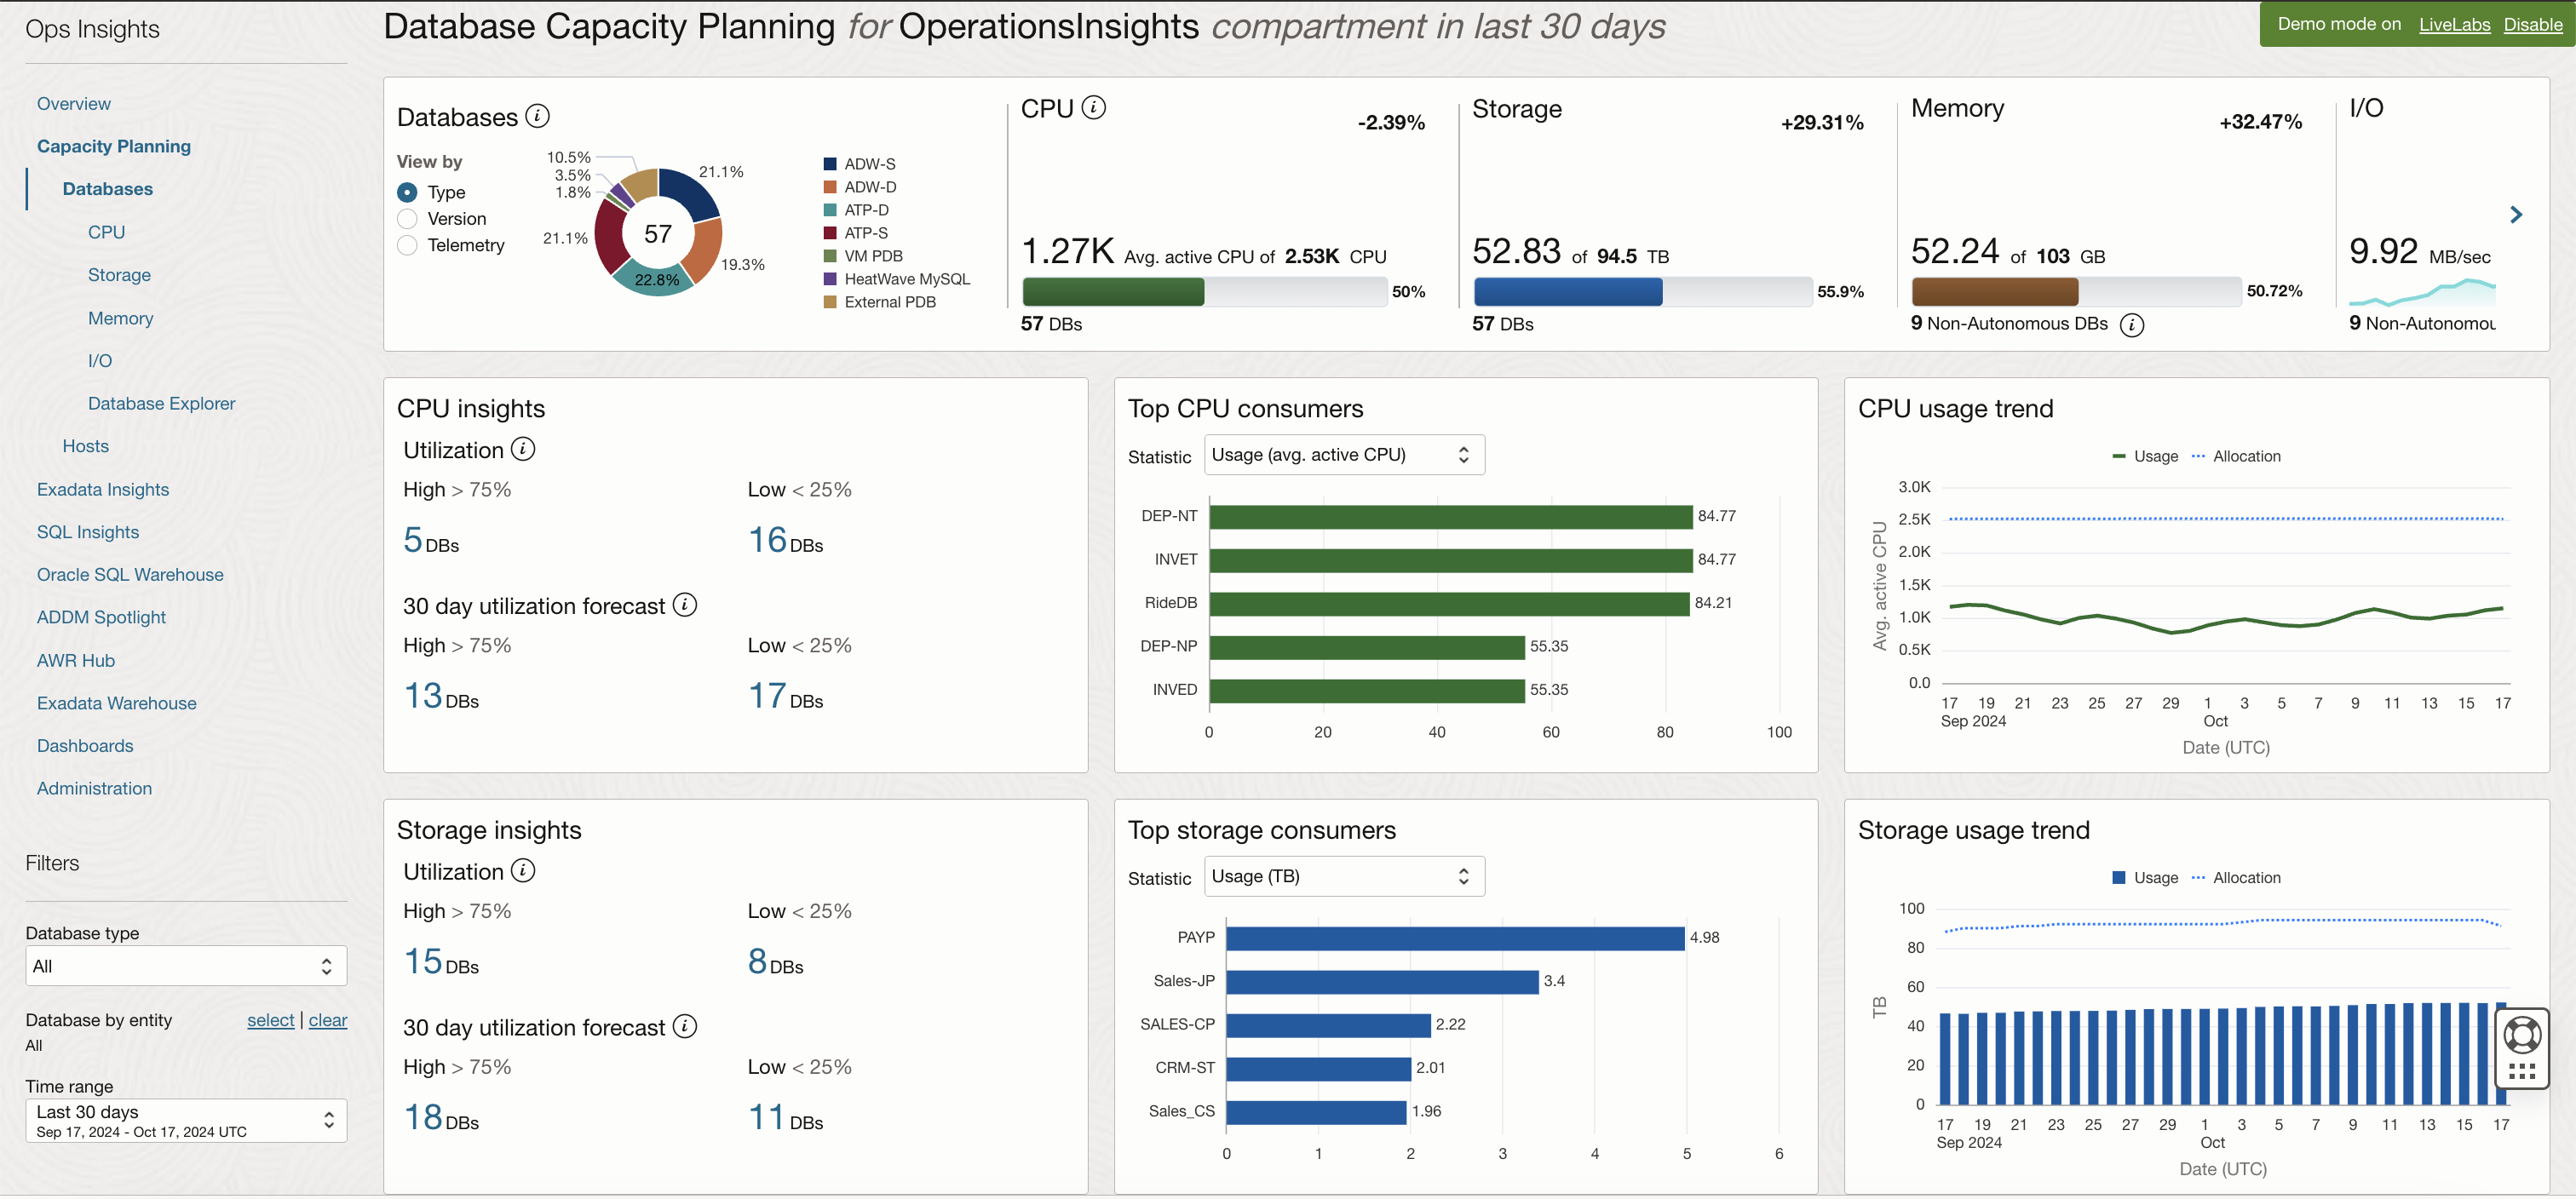 Ops Insights
Overview
Capacity Planning
Databases
CPU
Storage
Memory
I/O
Database Explorer
Hosts
Exadata Insights
SQL Insights
Oracle SQL Warehouse
ADDM Spotlight
AWR Hub
Exadata Warehouse
Dashboards
Administration
Filters
Database type
All
Database by entity select | clear
All
Time range
Last 30 days
Sep 17, 2024 - Oct 17, 2024 UTC
Database Capacity Planning for OperationsInsights compartment in last 30 days
Demo mode on LiveLabs Disable
Databases i
View by
Type
Version
Telemetry
10.5%
3.5%
1.8%
21.1%
21.1%
19.3%
22.8%
57
ADW-S
ADW-D
ATP-D
ATP-S
VM PDB
HeatWave MySQL
External PDB
CPU i
-2.39%
1.27K Avg. active CPU of 2.53K CPU
50%
57 DBs
Storage
+29.31%
52.83 of 94.5 TB
55.9%
57 DBs
Memory
+32.47%
52.24 of 103 GB
50.72%
9 Non-Autonomous DBs i
I/O
9.92 MB/sec
9 Non-Autonomou
CPU insights
Utilization i
High > 75% Low < 25%
5 DBs 16 DBs
30 day utilization forecast i
High > 75% Low < 25%
13 DBs 17 DBs
Top CPU consumers
Statistic Usage (avg. active CPU)
DEP-NT 84.77
INVET 84.77
RideDB 84.21
DEP-NP 55.35
INVED 55.35
0 20 40 60 80 100
CPU usage trend
Usage Allocation
Avg. active CPU
3.0K
2.5K
2.0K
1.5K
1.0K
0.5K
0.0
17 19 21 23 25 27 29 1 3 5 7 9 11 13 15 17
Sep 2024 Oct
Date (UTC)
Storage insights
Utilization i
High > 75% Low < 25%
15 DBs 8 DBs
30 day utilization forecast i
High > 75% Low < 25%
18 DBs 11 DBs
Top storage consumers
Statistic Usage (TB)
PAYP 4.98
Sales-JP 3.4
SALES-CP 2.22
CRM-ST 2.01
Sales_CS 1.96
0 1 2 3 4 5 6
Storage usage trend
Usage Allocation
TB
100
80
60
40
20
0
17 19 21 23 25 27 29 1 3 5 7 9 11 13 15 17
Sep 2024 Oct
Date (UTC)